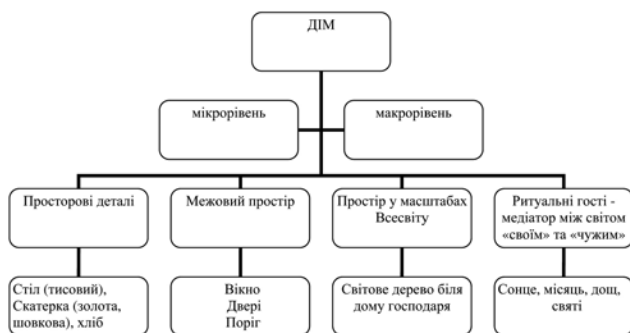 ДІМ
мікрорівень
макрорівень
Просторові деталі
Межовий простір
Простір у масштабах
Всесвіту
Ритуальні гості -
медіатор між світом
«своїм» та «чужим»
Стіл (тисовий),
Скатерка (золота,
шовкова), хліб
Вікно
Двері
Поріг
Світове дерево біля
дому господаря
Сонце, місяць, дощ,
святі